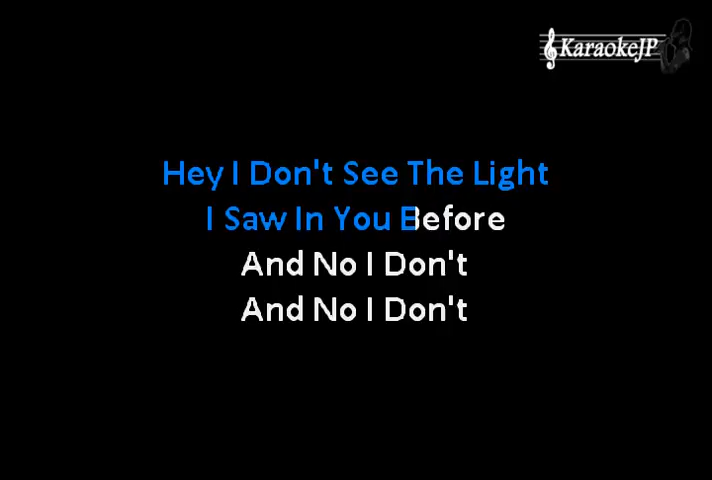 KaraokeJP
Hey I Don't See The Light
I Saw In You Before
And No I Don't
And No I Don't